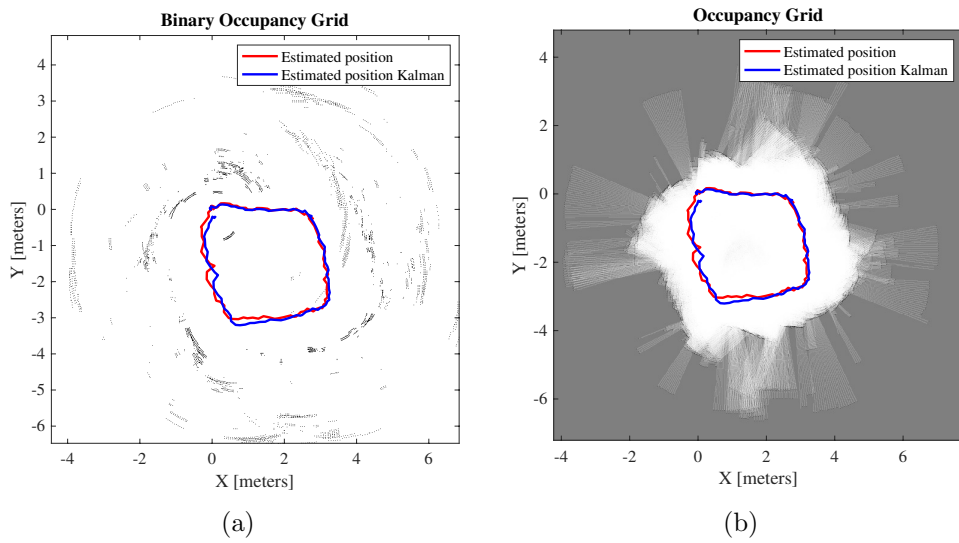 Binary Occupancy Grid
Estimated position
Estimated position Kalman
4
3
2
1
0
-1
-2
-3
-4
-5
-6
Y [meters]
-4
-2
0
2
4
6
X [meters]
(a)
Occupancy Grid
Estimated position
Estimated position Kalman
4
2
0
-2
-4
-6
Y [meters]
-4
-2
0
2
4
6
X [meters]
(b)